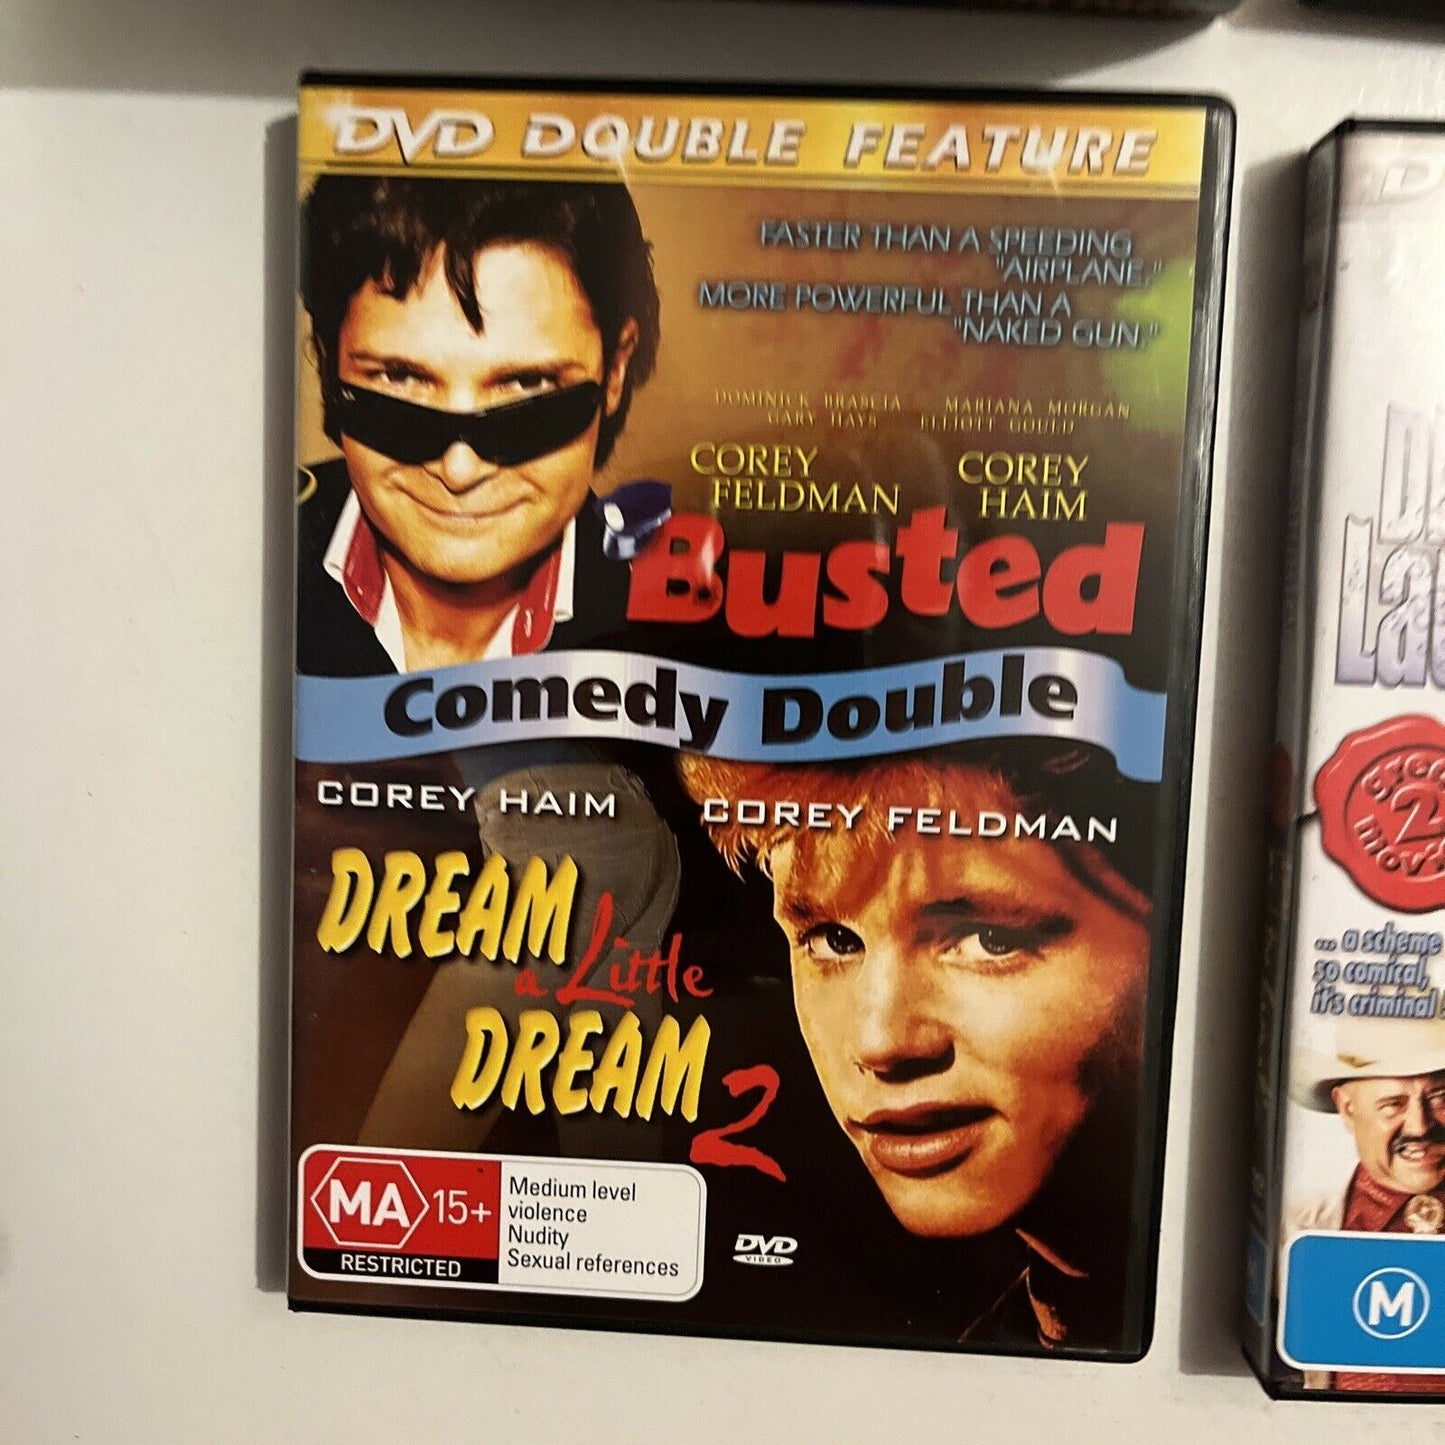 DVD DOUBLE FEATURE
FASTER THAN A SPEEDING
"AIRPLANE,"
MORE POWERFUL THAN A
"NAKED GUN."
DOMINICK BRASCIA MARIANA MORGAN
GARY HAYS ELLIOTT GOULD
COREY
FELDMAN
COREY
HAIM
Busted
Comedy Double
COREY HAIM COREY FELDMAN
DREAM
a Little
DREAM
2
MA 15+
RESTRICTED
Medium level
violence
Nudity
Sexual references
DVD
VIDEO
2
... a scheme
so comical,
it's criminal
M